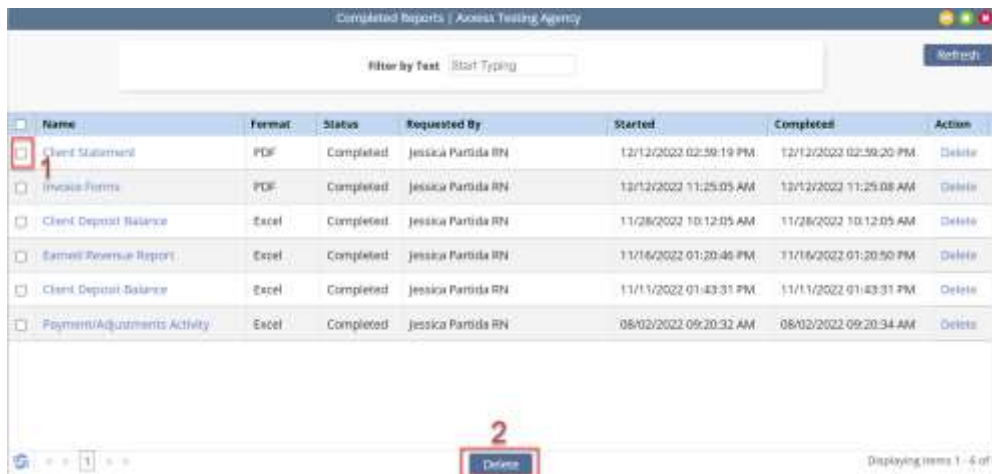 Completed Reports | Axxess Testing Agency
Filter by Text Start Typing
Refresh
Name Format Status Requested By Started Completed Action
Client Statement PDF Completed Jessica Partida RN 12/12/2022 02:39:19 PM 12/12/2022 02:39:20 PM Delete
1
Invoice Forms PDF Completed Jessica Partida RN 12/12/2022 11:25:05 AM 12/12/2022 11:25:08 AM Delete
Client Deposit Balance Excel Completed Jessica Partida RN 11/28/2022 10:12:05 AM 11/28/2022 10:12:05 AM Delete
Earned Revenue Report Excel Completed Jessica Partida RN 11/16/2022 01:20:46 PM 11/16/2022 01:20:50 PM Delete
Client Deposit Balance Excel Completed Jessica Partida RN 11/11/2022 01:43:31 PM 11/11/2022 01:43:31 PM Delete
Payment/Adjustments Activity Excel Completed Jessica Partida RN 08/02/2022 09:20:32 AM 08/02/2022 09:20:34 AM Delete
2
1 Delete Displaying items 1 - 6 of